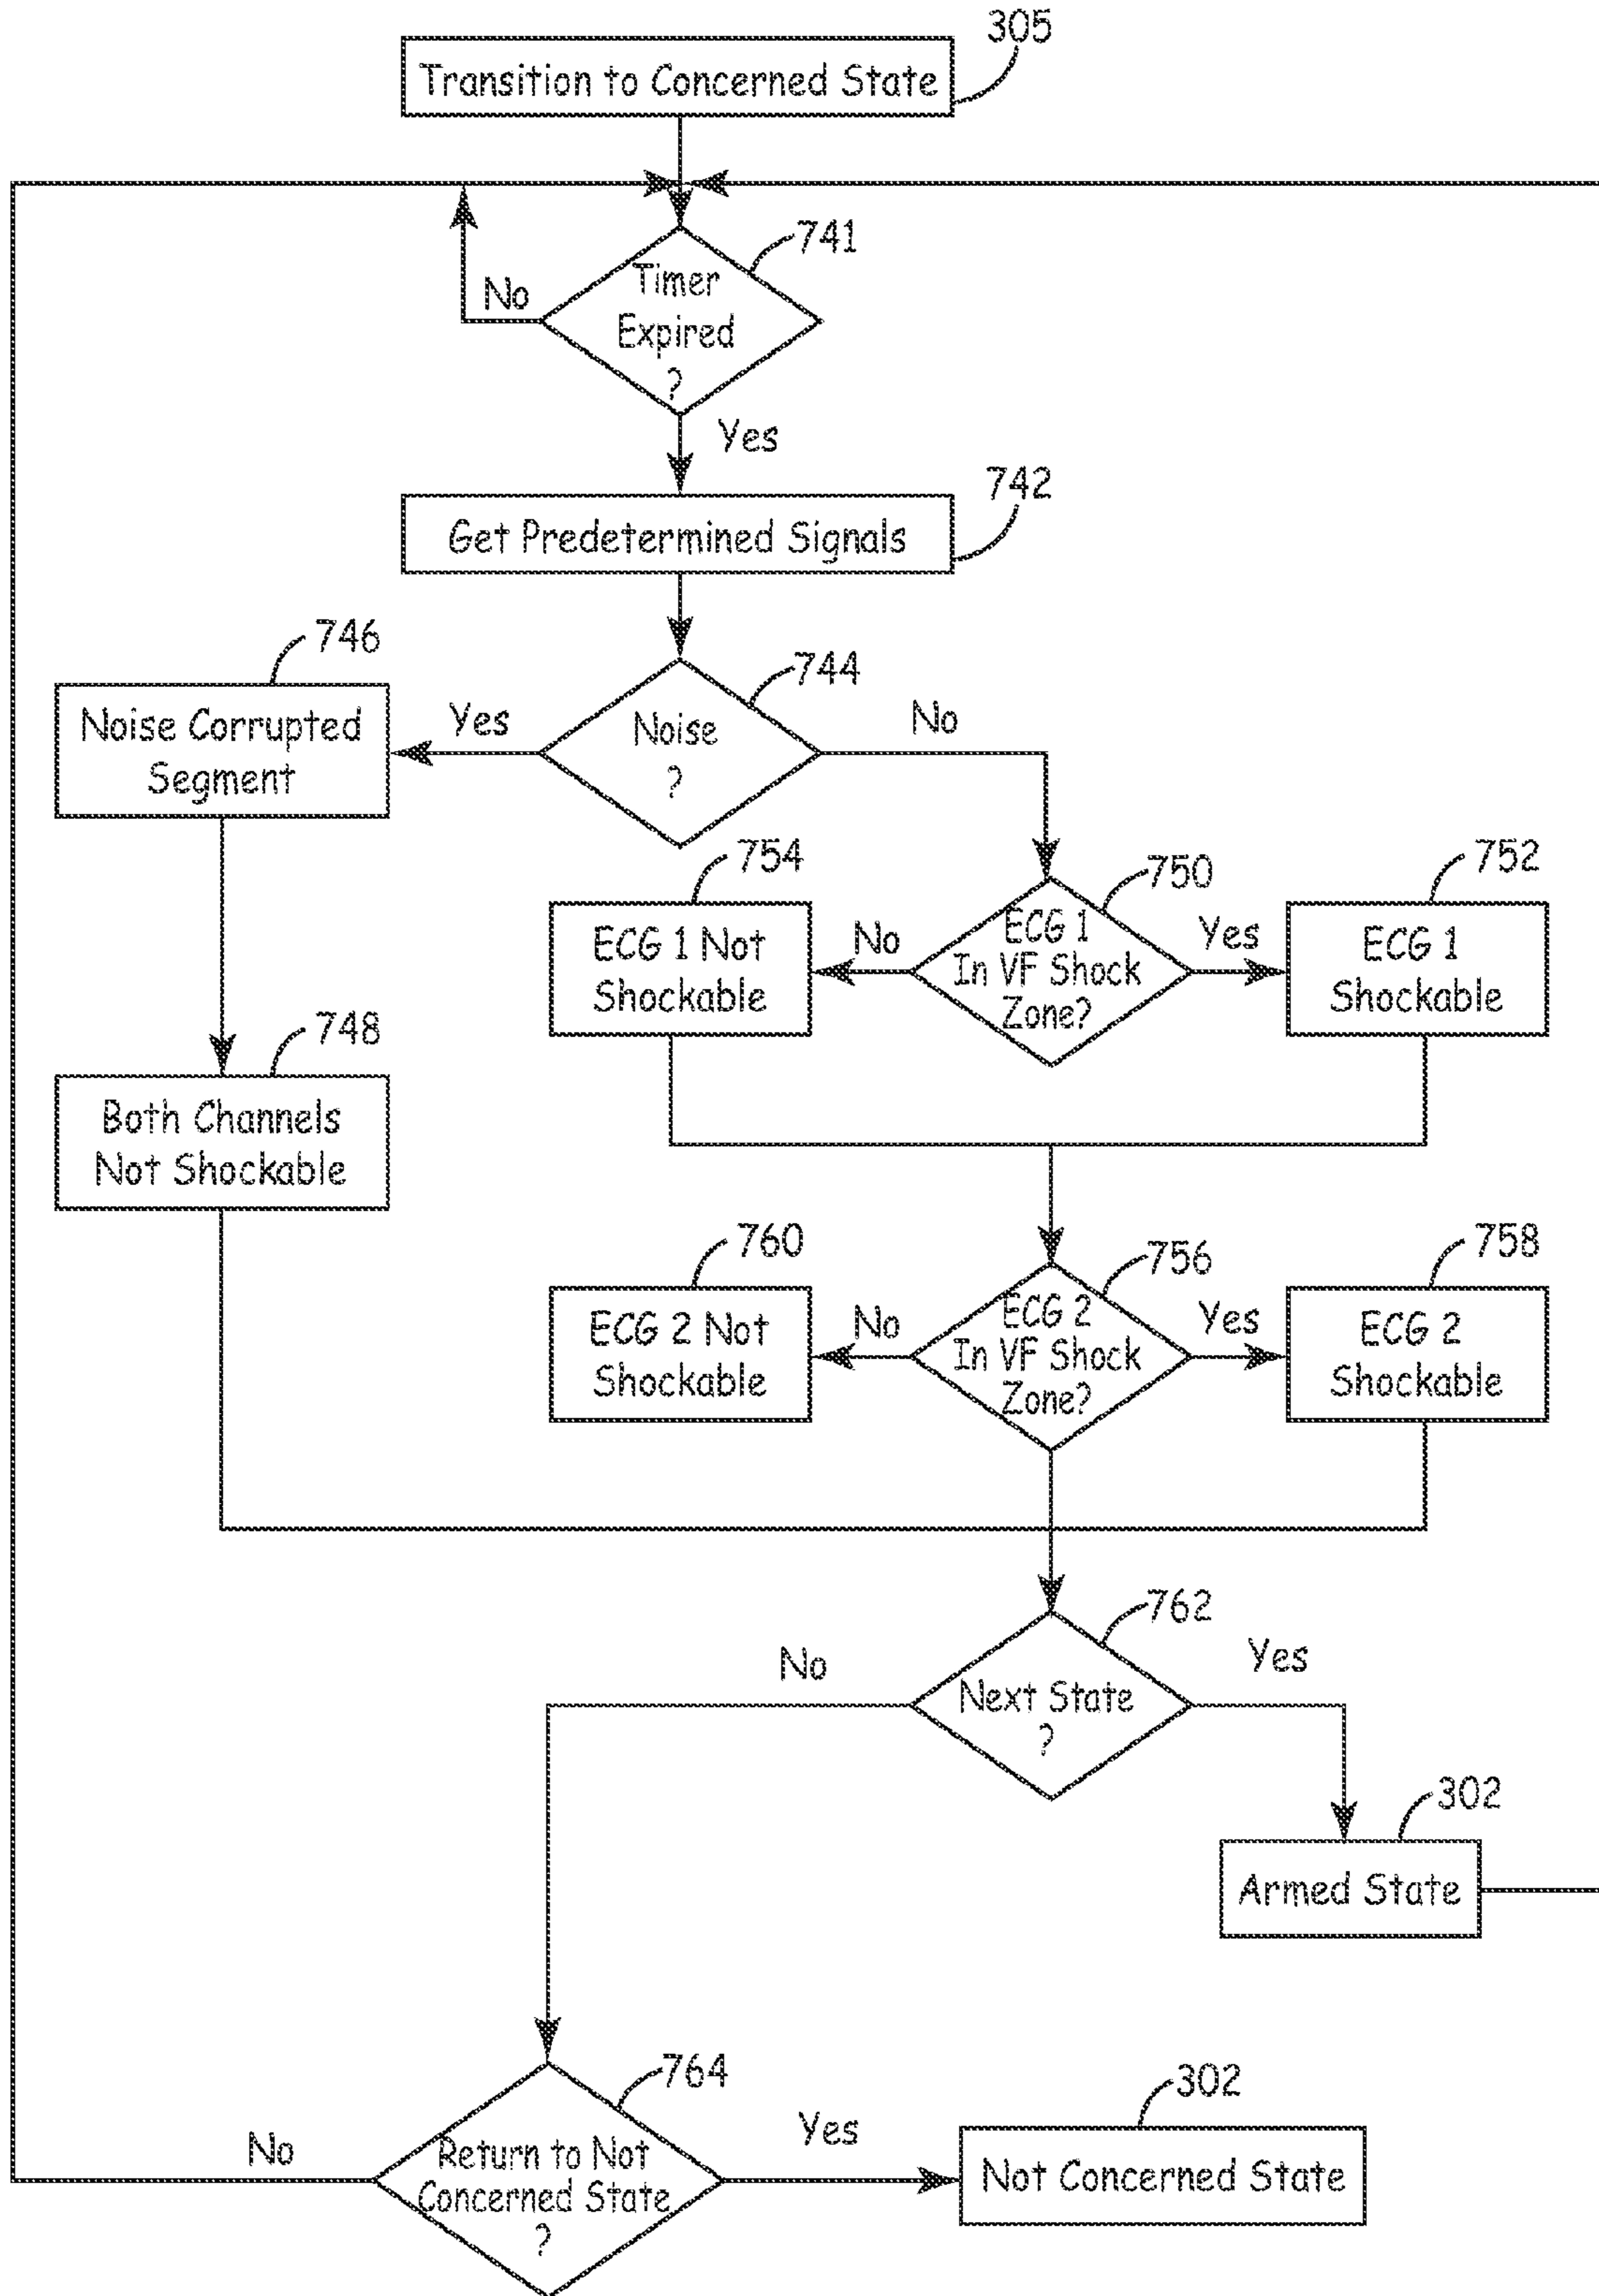 305
Transition to Concerned State
741
Timer
Expired
?
No
Yes
742
Get Predetermined Signals
746
744
Noise Corrupted
Segment
Yes
Noise
?
No
754
750
752
ECG 1 Not
Shockable
No
ECG 1
In VF Shock
Zone?
Yes
ECG 1
Shockable
748
Both Channels
Not Shockable
760
756
758
ECG 2 Not
Shockable
No
ECG 2
In VF Shock
Zone?
Yes
ECG 2
Shockable
762
No
Next State
?
Yes
302
Armed State
764
302
No
Return to Not
Concerned State
?
Yes
Not Concerned State